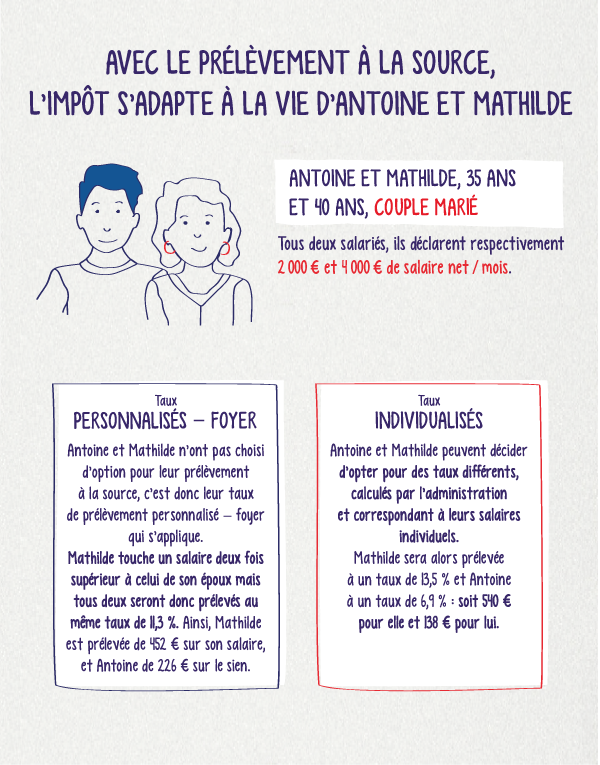 AVEC LE PRÉLÈVEMENT À LA SOURCE,
L'IMPÔT S'ADAPTE À LA VIE D'ANTOINE ET MATHILDE
ANTOINE ET MATHILDE, 35 ANS
ET 40 ANS, COUPLE MARIÉ
Tous deux salariés, ils déclarent respectivement
2 000 € et 4 000 € de salaire net / mois.
Taux
PERSONNALISÉS – FOYER
Antoine et Mathilde n'ont pas choisi
d'option pour leur prélèvement
à la source, c'est donc leur taux
de prélèvement personnalisé – foyer
qui s'applique.
Mathilde touche un salaire deux fois
supérieur à celui de son époux mais
tous deux seront donc prélevés au
même taux de 11,3 %. Ainsi, Mathilde
est prélevée de 452 € sur son salaire,
et Antoine de 226 € sur le sien.
Taux
INDIVIDUALISÉS
Antoine et Mathilde peuvent décider
d'opter pour des taux différents,
calculés par l'administration
et correspondant à leurs salaires
individuels.
Mathilde sera alors prélevée
à un taux de 13,5 % et Antoine
à un taux de 6,9 % : soit 540 €
pour elle et 138 € pour lui.